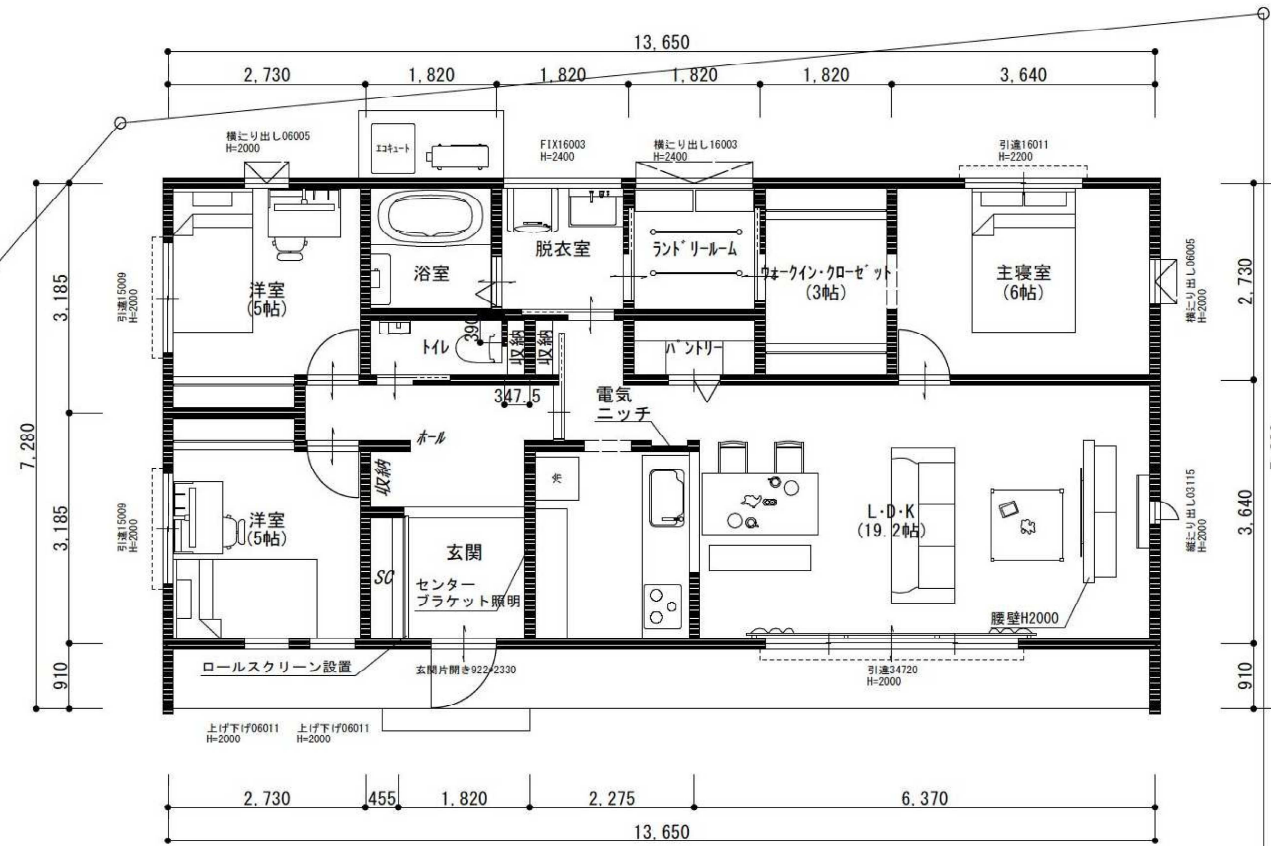 13,650
2,730
1,820
1,820
1,820
1,820
3,640
横辷り出し06005
H=2000
エコキュート
FIX16003
H=2400
横辷り出し16003
H=2400
引違16011
H=2200
7,280
3,185
3,185
910
引違15009
H=2000
引違15009
H=2000
洋室
(5帖)
浴室
脱衣室
ランドリールーム
ウォークイン・クローゼット
(3帖)
主寝室
(6帖)
横辷り出し06005
H=2000
2,730
3,640
910
トイレ
390
収納
収納
パントリー
347.5
電気
ニッチ
ホール
収納
洋室
(5帖)
SC
玄関
センター
ブラケット照明
L・D・K
(19.2帖)
縦辷り出し03115
H=2000
腰壁H2000
ロールスクリーン設置
玄関片開き922*2330
引違34720
H=2000
上げ下げ06011
H=2000
上げ下げ06011
H=2000
2,730
455
1,820
2,275
6,370
13,650